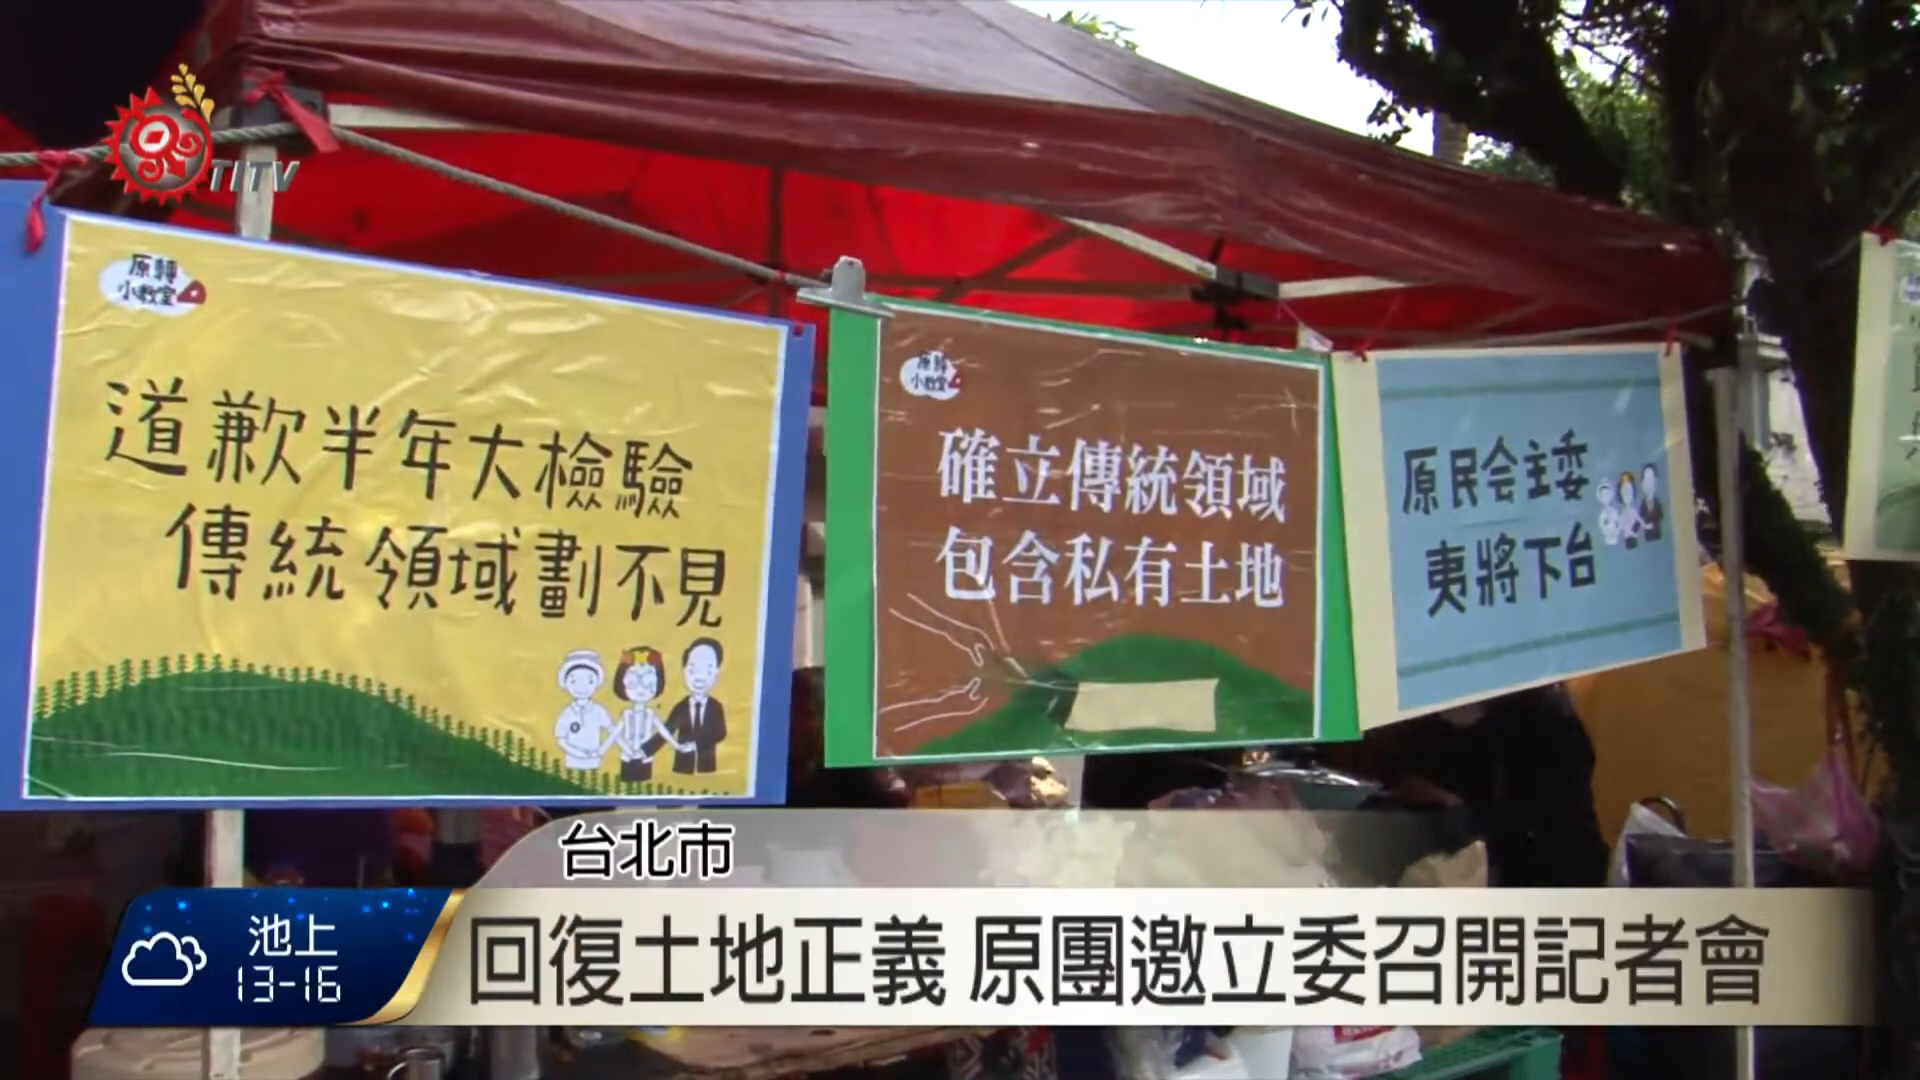 TITV
原轉
小教室
道歉半年大檢驗
傳統領域劃不見
原轉
小教室
確立傳統領域
包含私有土地
原民会主委
夷將下台
台北市
池上
13-16
回復土地正義 原團邀立委召開記者會